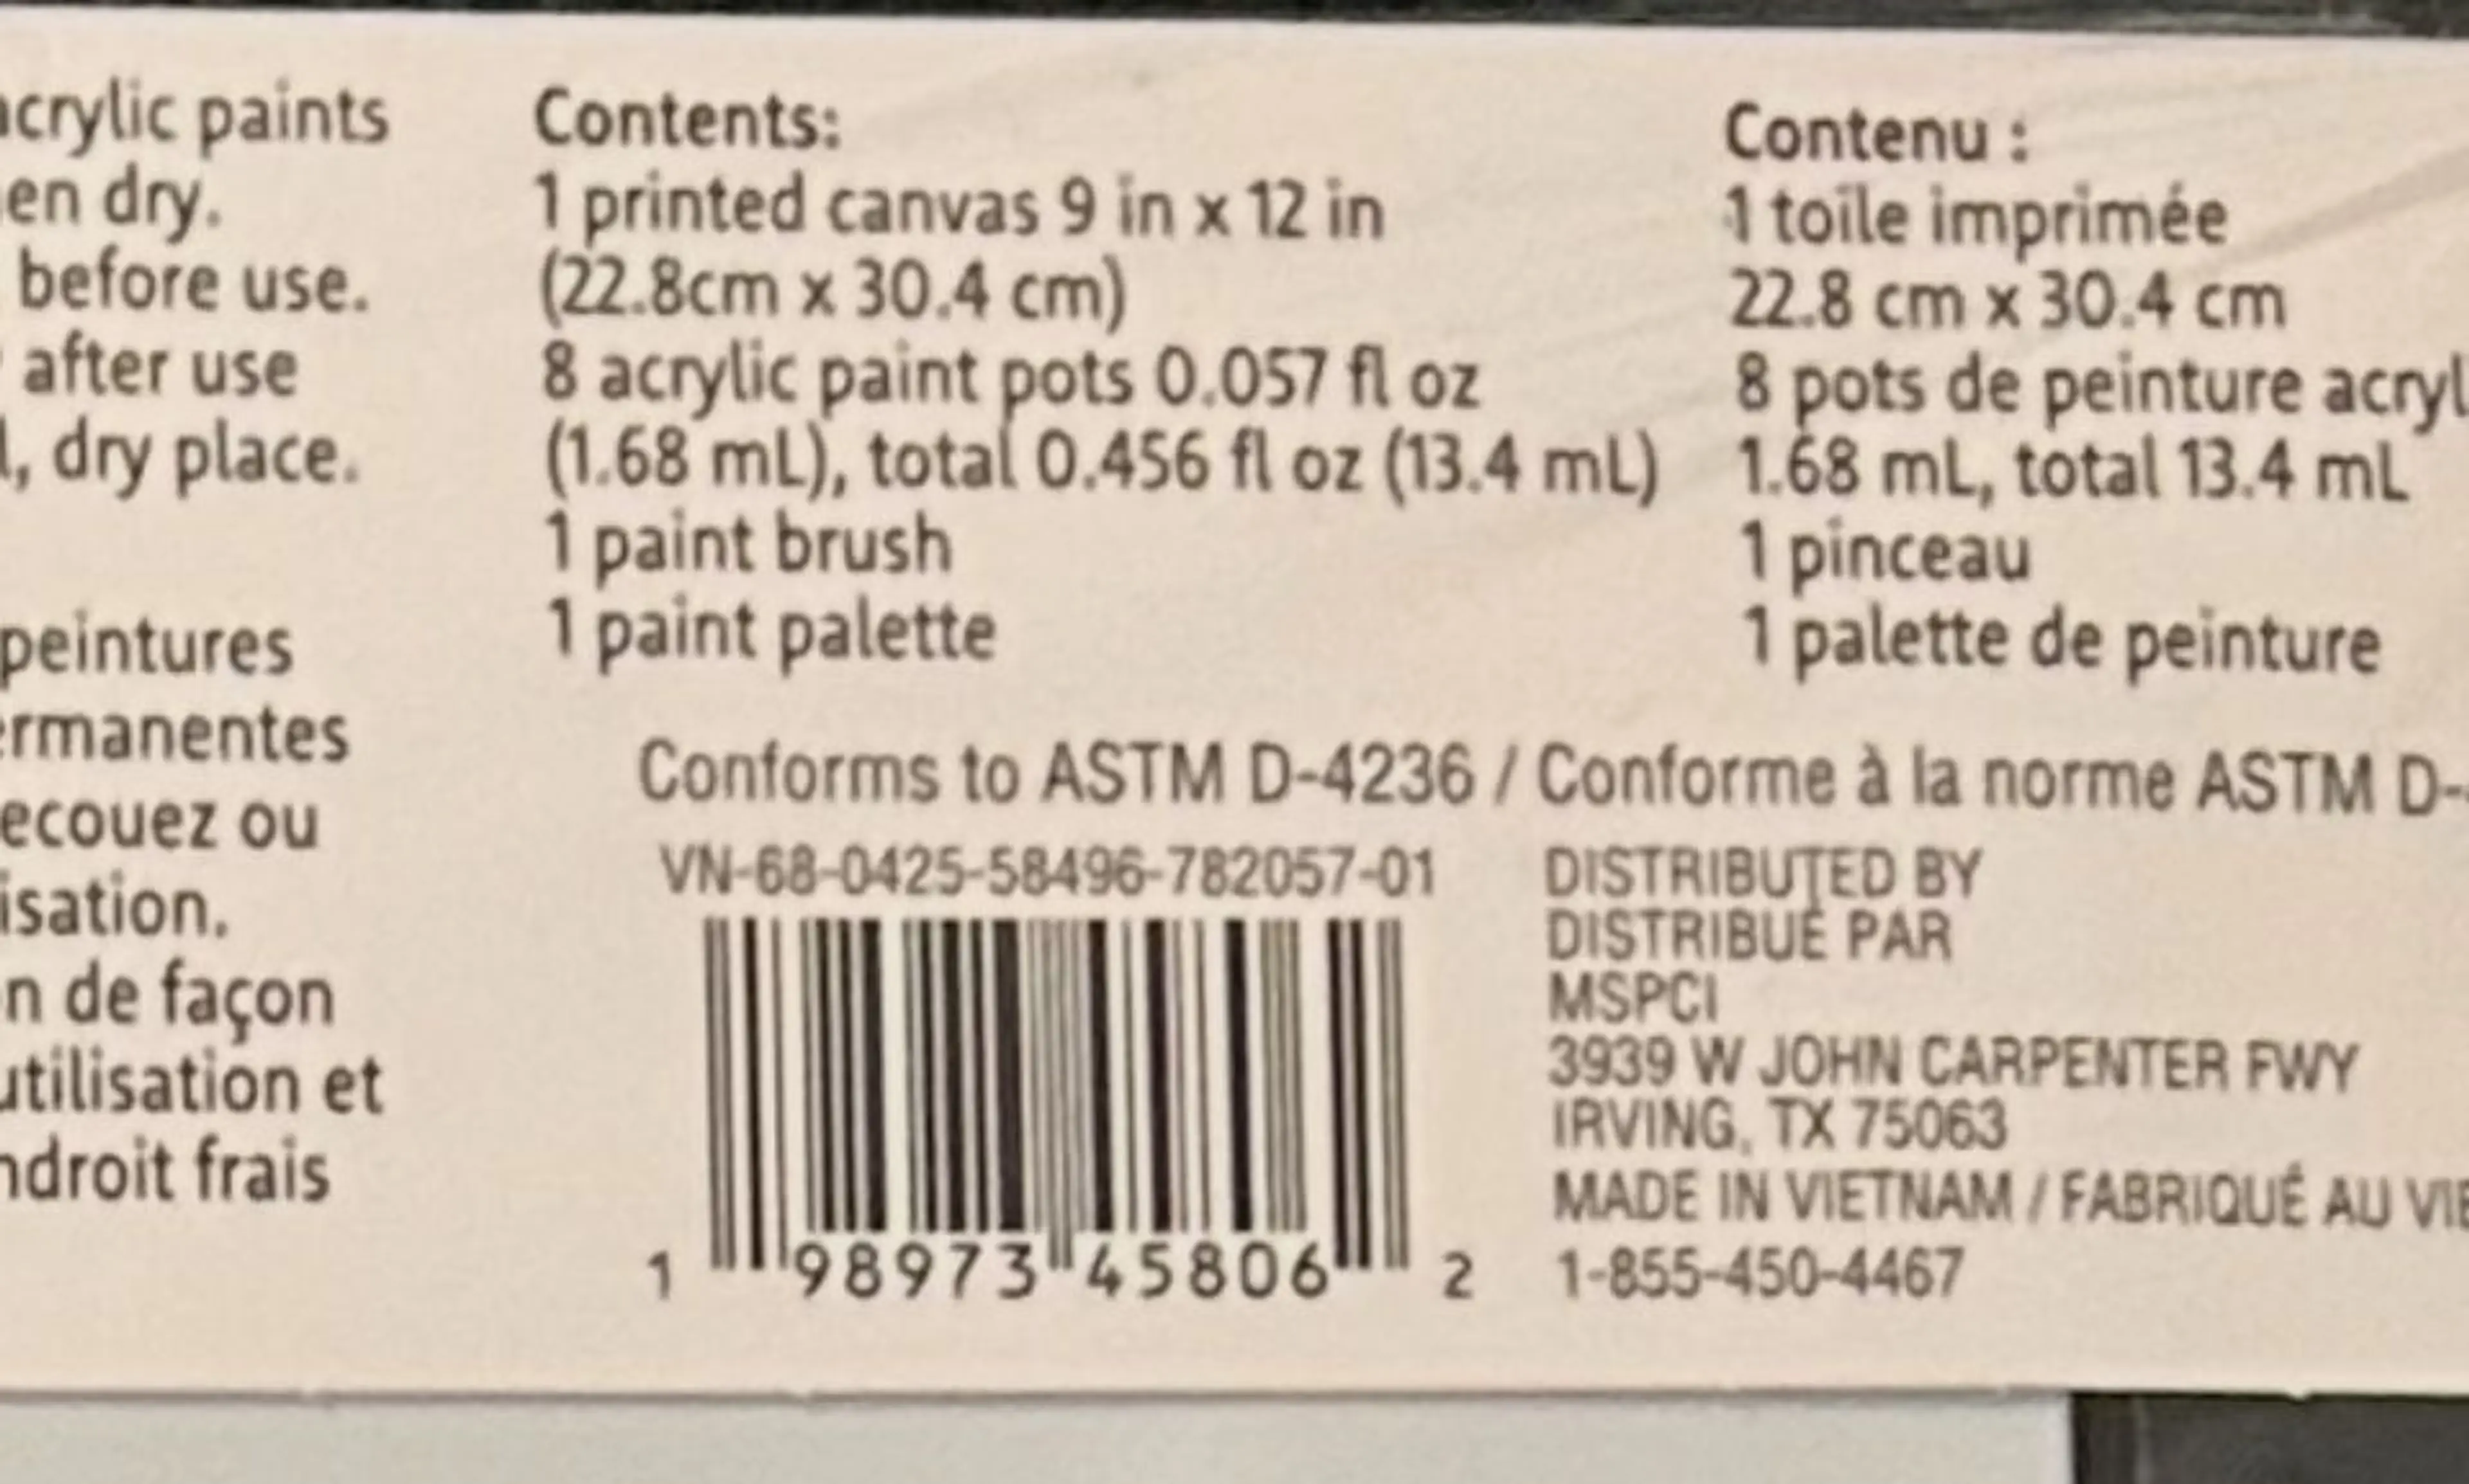 acrylic paints
en dry.
before use.
after use
, dry place.
peintures
ermanentes
ecouez ou
isation.
n de façon
utilisation et
ndroit frais
Contents:
1 printed canvas 9 in x 12 in
(22.8cm x 30.4 cm)
8 acrylic paint pots 0.057 fl oz
(1.68 mL), total 0.456 fl oz (13.4 mL)
1 paint brush
1 paint palette
Contenu :
1 toile imprimée
22.8 cm x 30.4 cm
8 pots de peinture acryl
1.68 mL, total 13.4 mL
1 pinceau
1 palette de peinture
Conforms to ASTM D-4236 / Conforme à la norme ASTM D-
VN-68-0425-58496-782057-01
1 98973 45806 2
DISTRIBUTED BY
DISTRIBUÉ PAR
MSPCI
3939 W JOHN CARPENTER FWY
IRVING, TX 75063
MADE IN VIETNAM / FABRIQUÉ AU VIE
1-855-450-4467